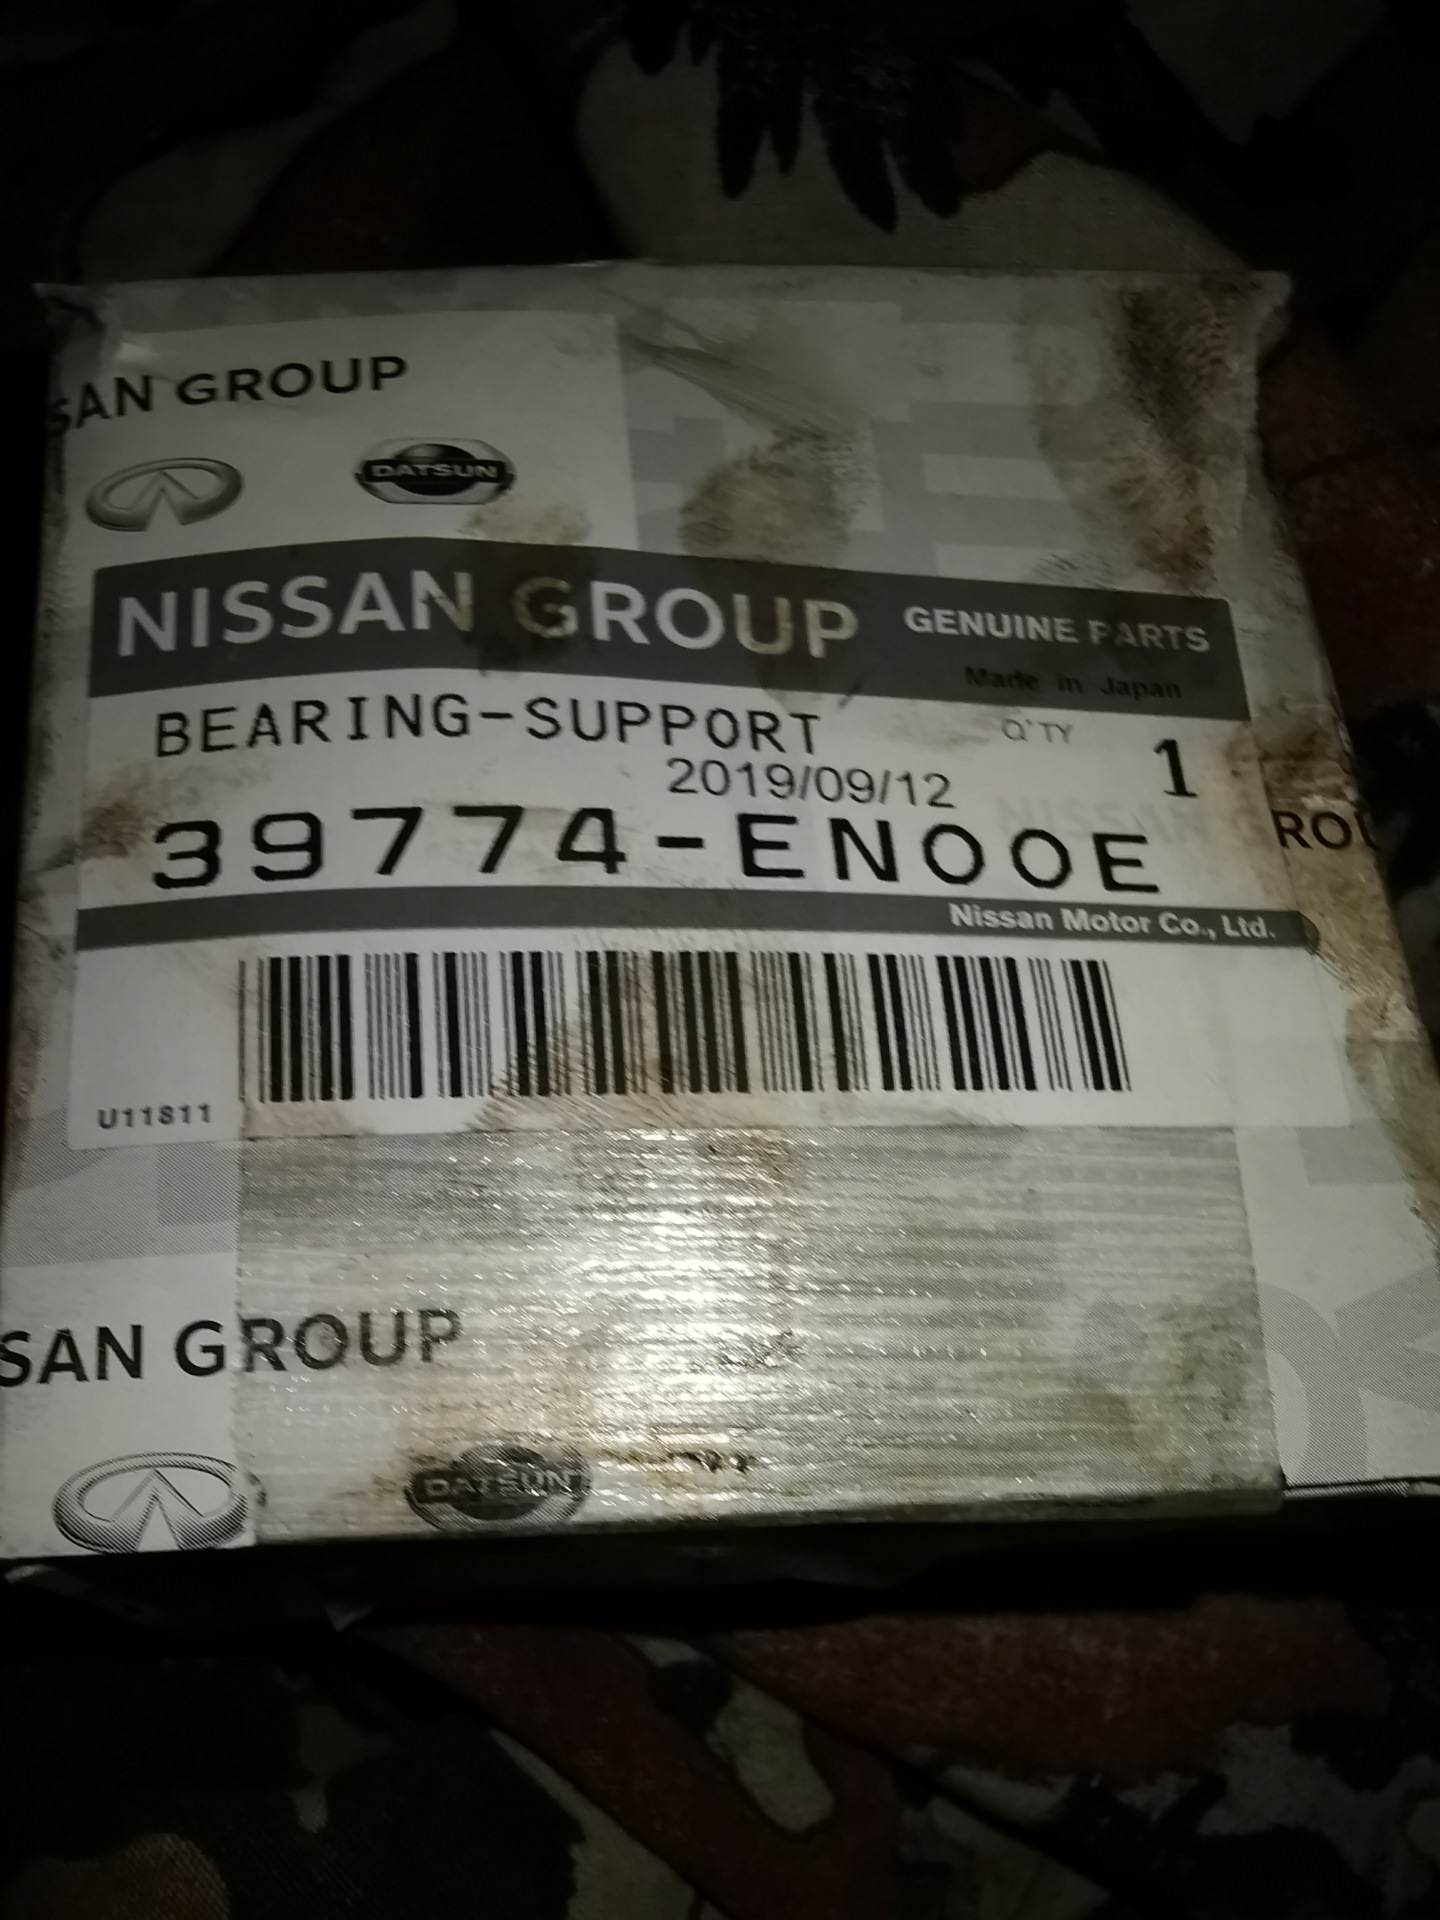 SAN GROUP
DATSUN
NISSAN GROUP GENUINE PARTS
Made in Japan
BEARING-SUPPORT Q'TY 1
2019/09/12
39774-EN00E
ROU
Nissan Motor Co., Ltd.
U11811
SAN GROUP
DATSUN